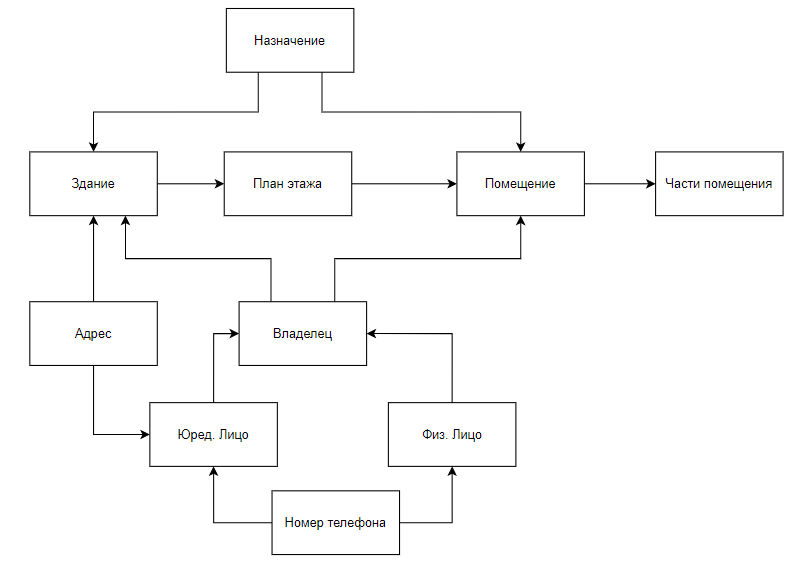 Назначение
Здание
План этажа
Помещение
Части помещения
Адрес
Владелец
Юред. Лицо
Физ. Лицо
Номер телефона